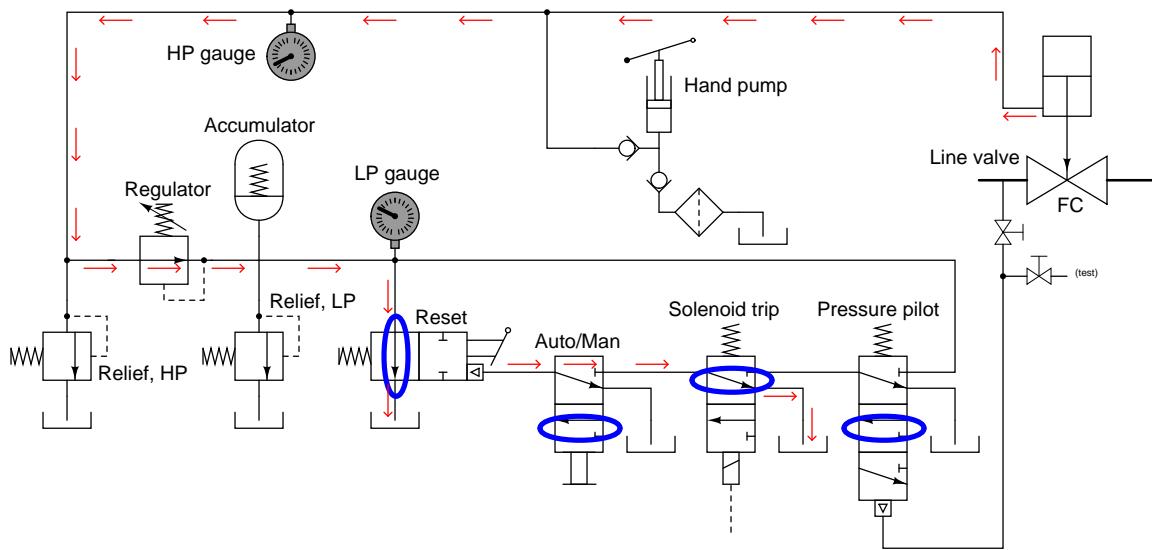 HP gauge
Hand pump
Accumulator
LP gauge
Line valve
Regulator
FC
(test)
Relief, LP
Reset
Solenoid trip
Pressure pilot
Auto/Man
Relief, HP